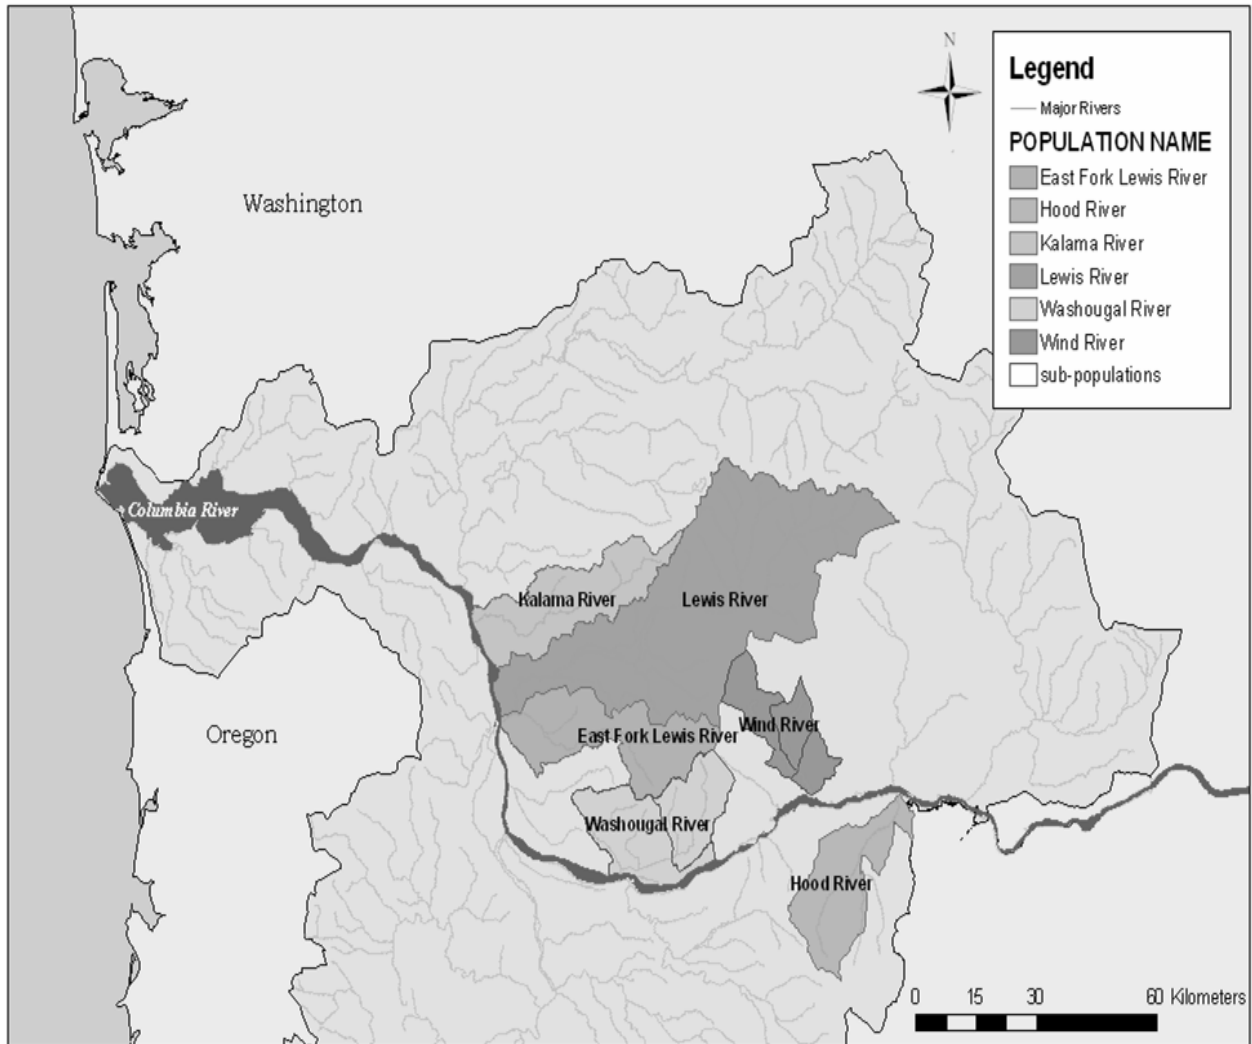 N
Legend
Major Rivers
POPULATION NAME
East Fork Lewis River
Hood River
Kalama River
Lewis River
Washougal River
Wind River
sub-populations
Washington
Columbia River
Kalama River
Lewis River
Oregon
East Fork Lewis River
Wind River
Washougal River
Hood River
0 15 30 60 Kilometers